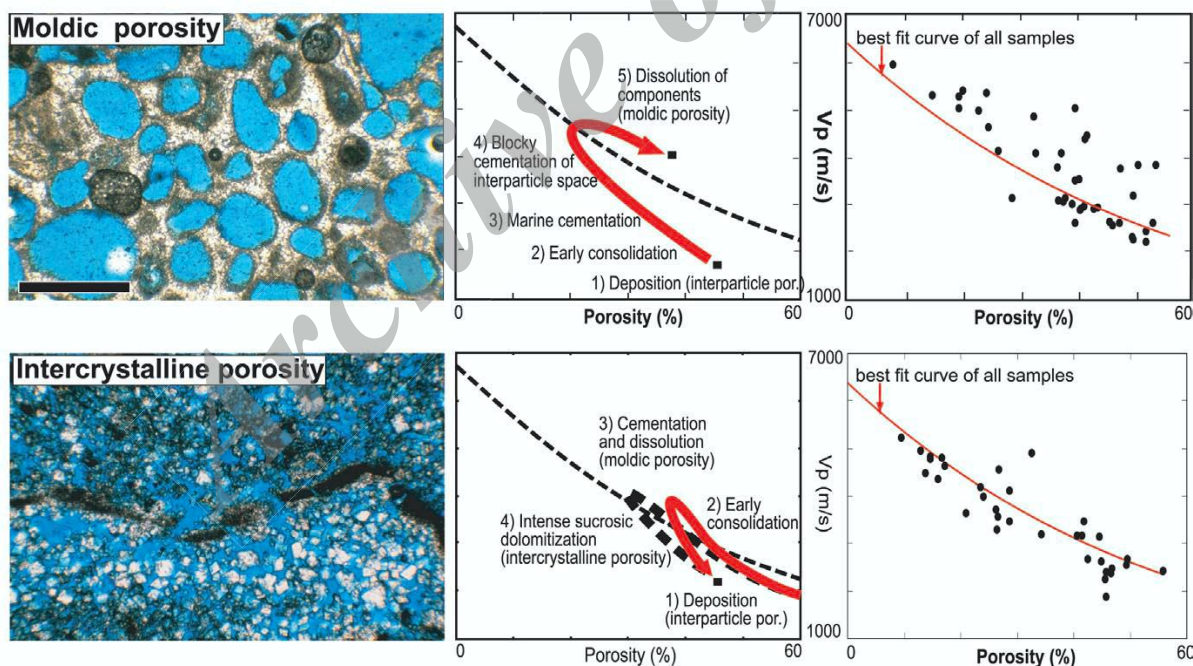 Moldic porosity
5) Dissolution of
components
(moldic porosity)
4) Blocky
cementation of
interparticle space
3) Marine cementation
2) Early consolidation
1) Deposition (interparticle por.)
0
Porosity (%)
60
7000
best fit curve of all samples
Vp (m/s)
1000
0
Porosity (%)
60
Intercrystalline porosity
3) Cementation
and dissolution
(moldic porosity)
2) Early
consolidation
4) Intense sucrosic
dolomitization
(intercrystalline porosity)
1) Deposition
(interparticle por.)
0
Porosity (%)
60
7000
best fit curve of all samples
Vp (m/s)
1000
0
Porosity (%)
60
Archive of